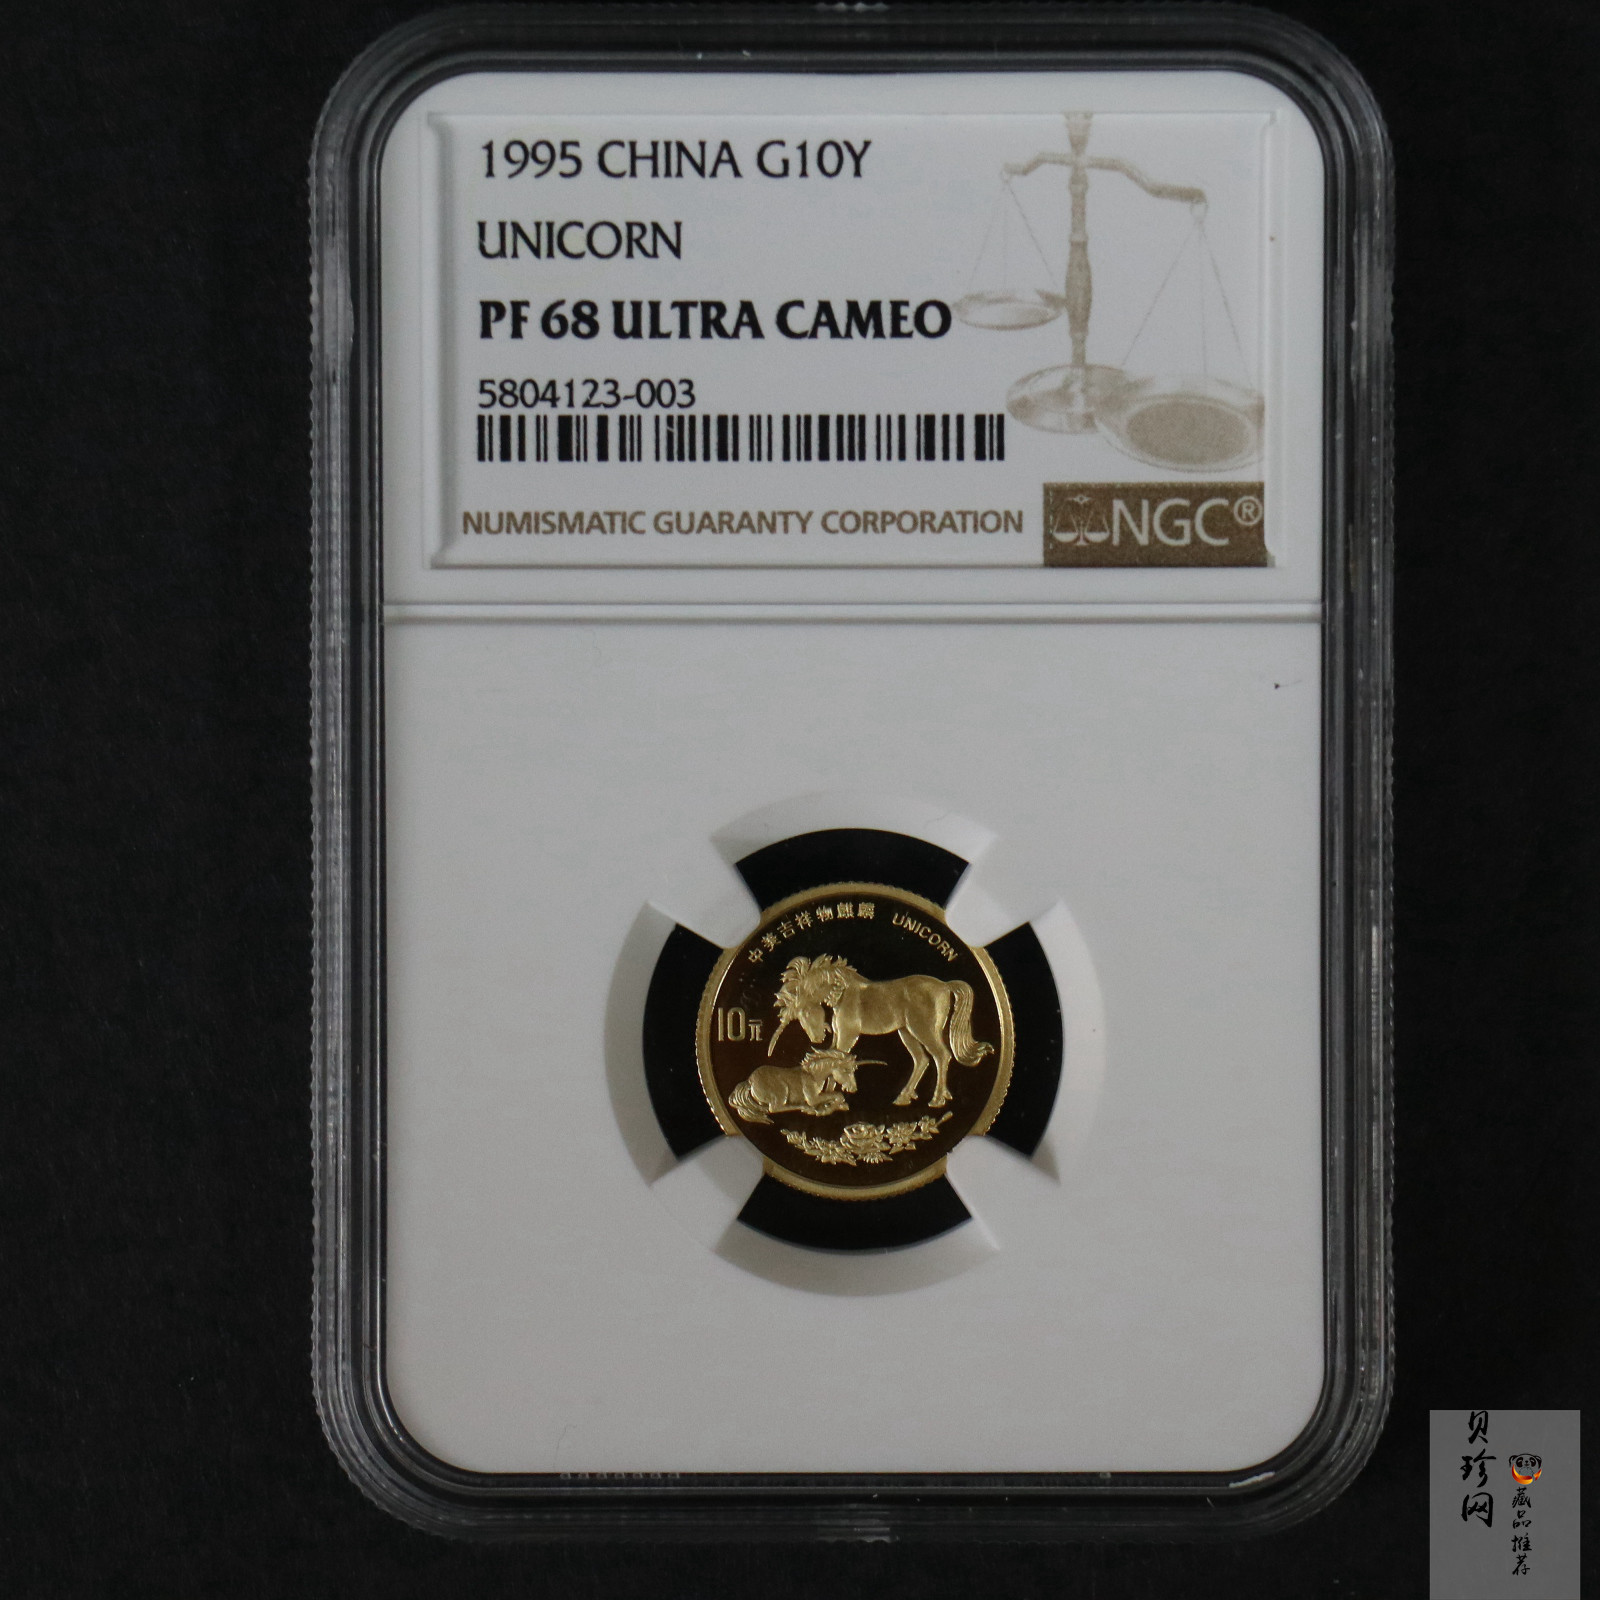 1995 CHINA G10Y
UNICORN
PF 68 ULTRA CAMEO
5804123-003
NUMISMATIC GUARANTY CORPORATION
NGC®
中美吉祥物麒麟 UNICORN
10元
贝珍网
藏品推荐